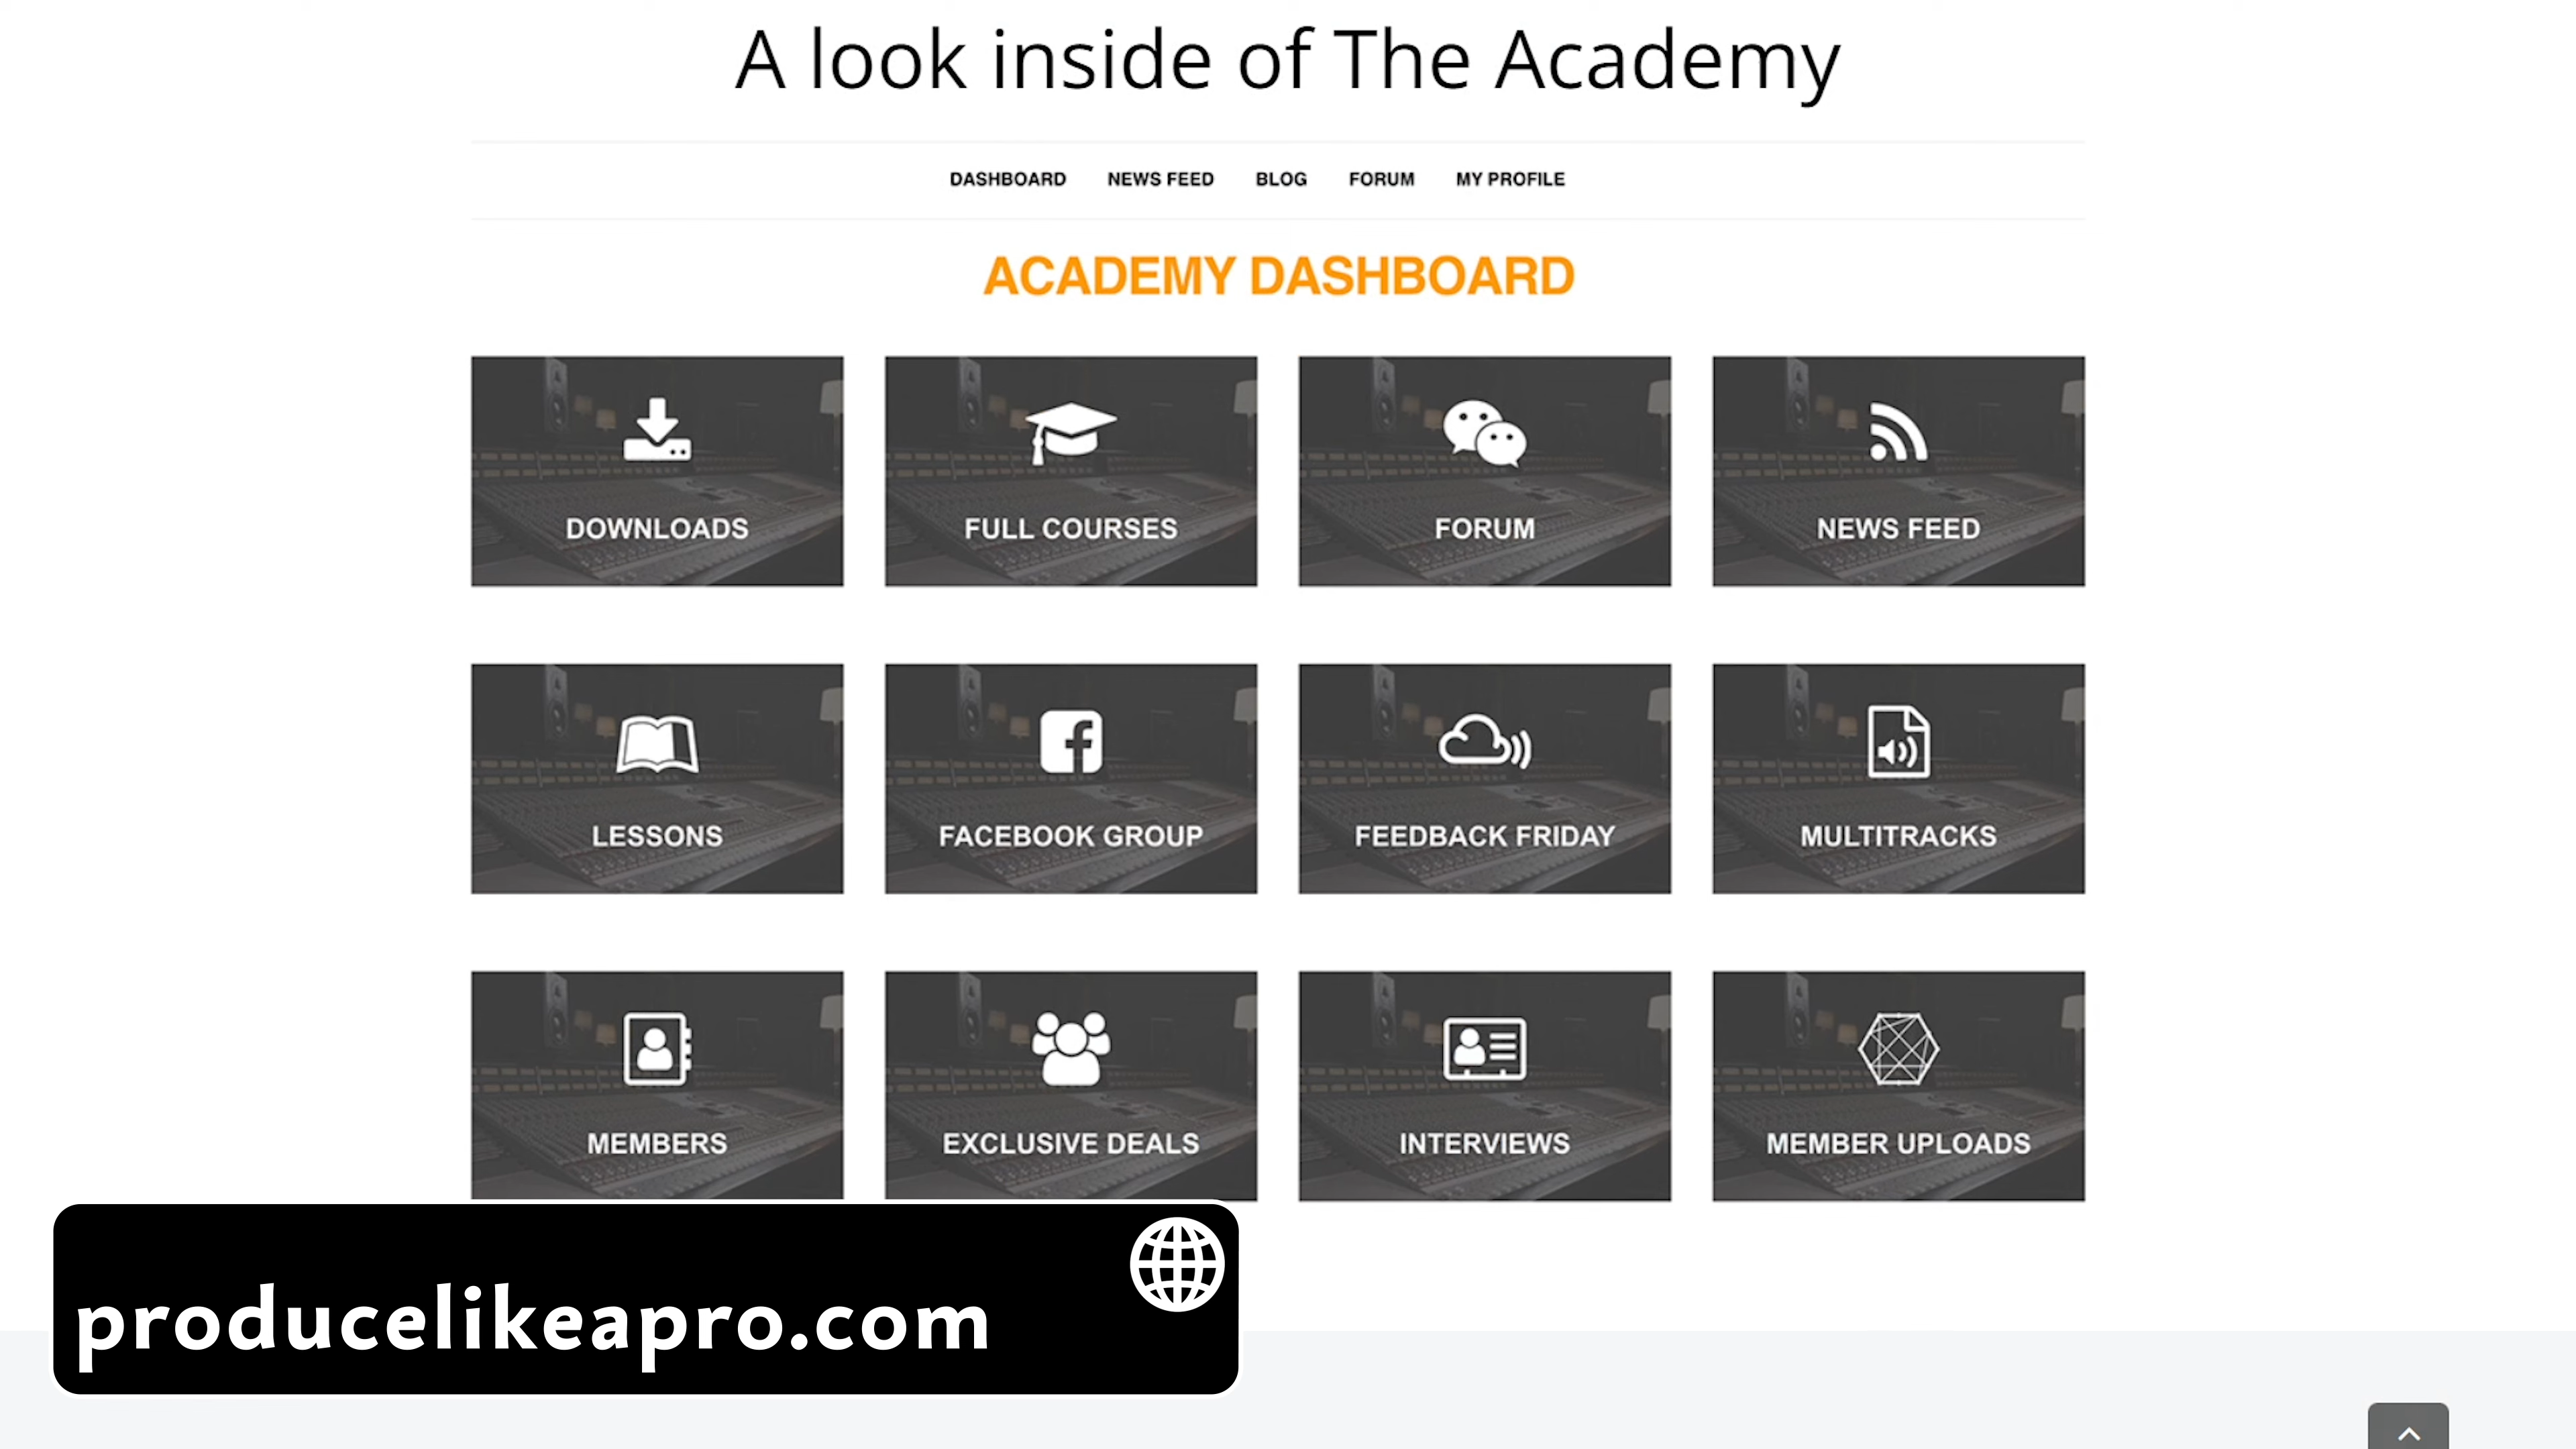 A look inside of The Academy
DASHBOARD NEWS FEED BLOG FORUM MY PROFILE
ACADEMY DASHBOARD
DOWNLOADS FULL COURSES FORUM NEWS FEED
LESSONS FACEBOOK GROUP FEEDBACK FRIDAY MULTITRACKS
MEMBERS EXCLUSIVE DEALS INTERVIEWS MEMBER UPLOADS
producelikeapro.com